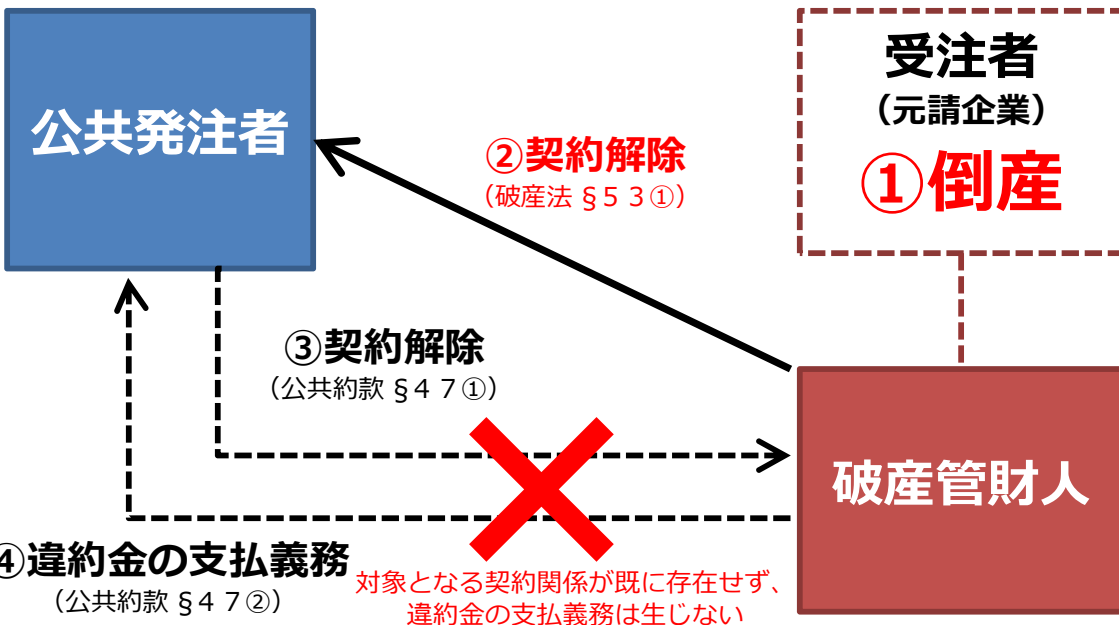 公共発注者
受注者
（元請企業）
①倒産
②契約解除
（破産法§５３①）
③契約解除
（公共約款§４７①）
破産管財人
④違約金の支払義務
（公共約款§４７②）
対象となる契約関係が既に存在せず、
違約金の支払義務は生じない